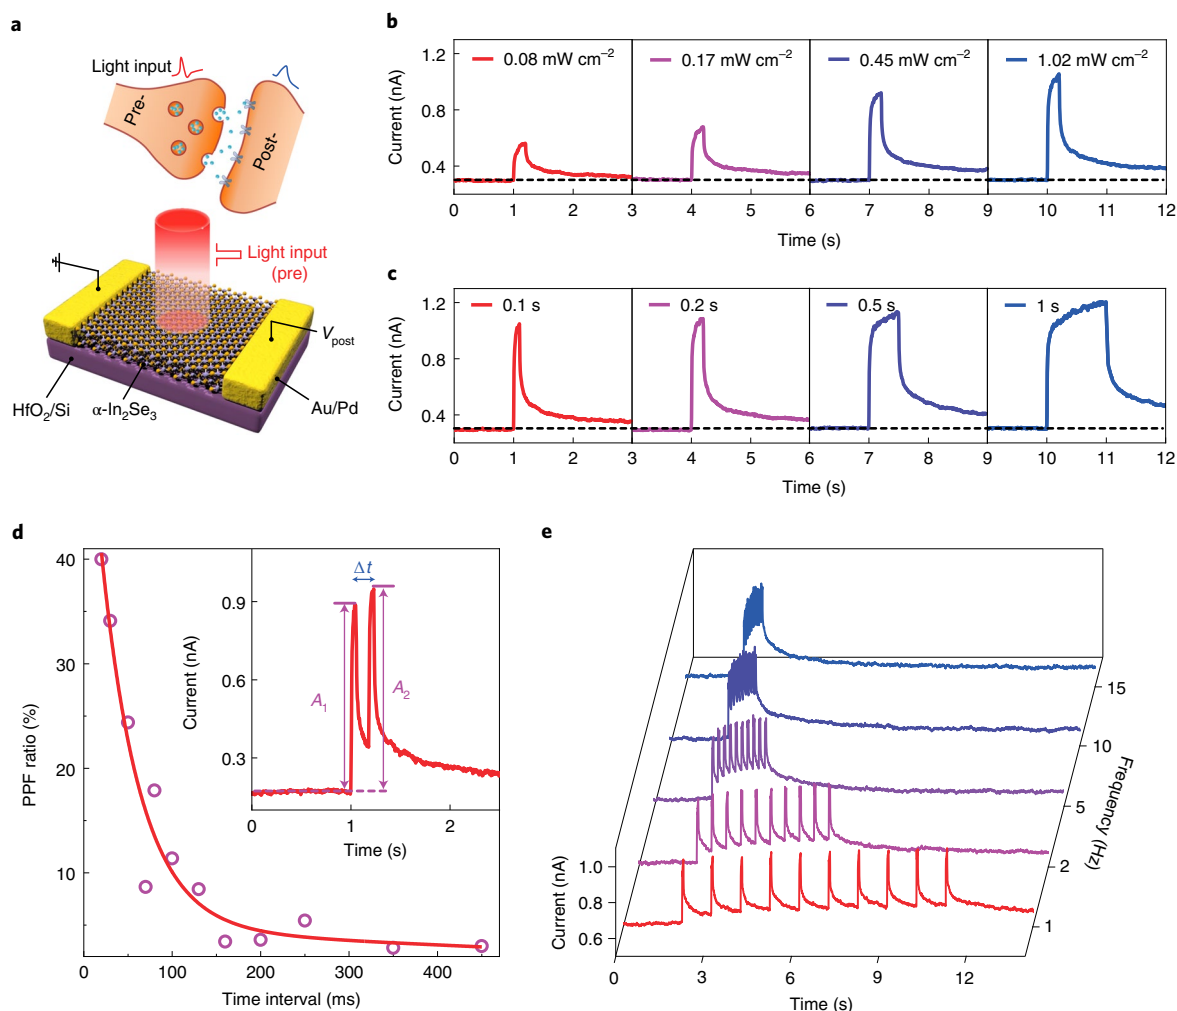 a
Light input
Pre-
Post-
Light input
(pre)
V_post
HfO₂/Si
α-In₂Se₃
Au/Pd
b
Current (nA)
1.2
0.8
0.4
0.08 mW cm⁻²
0.17 mW cm⁻²
0.45 mW cm⁻²
1.02 mW cm⁻²
0 1 2 3 4 5 6 7 8 9 10 11 12
Time (s)
c
Current (nA)
1.2
0.8
0.4
0.1 s
0.2 s
0.5 s
1 s
0 1 2 3 4 5 6 7 8 9 10 11 12
Time (s)
d
PPF ratio (%)
40
30
20
10
0 100 200 300 400
Time interval (ms)
Current (nA)
0.9
0.6
0.3
Δt
A₁
A₂
0 1 2
Time (s)
e
Current (nA)
1.0
0.8
0.6
0 3 6 9 12
Time (s)
15
10
5
2
1
Frequency (Hz)